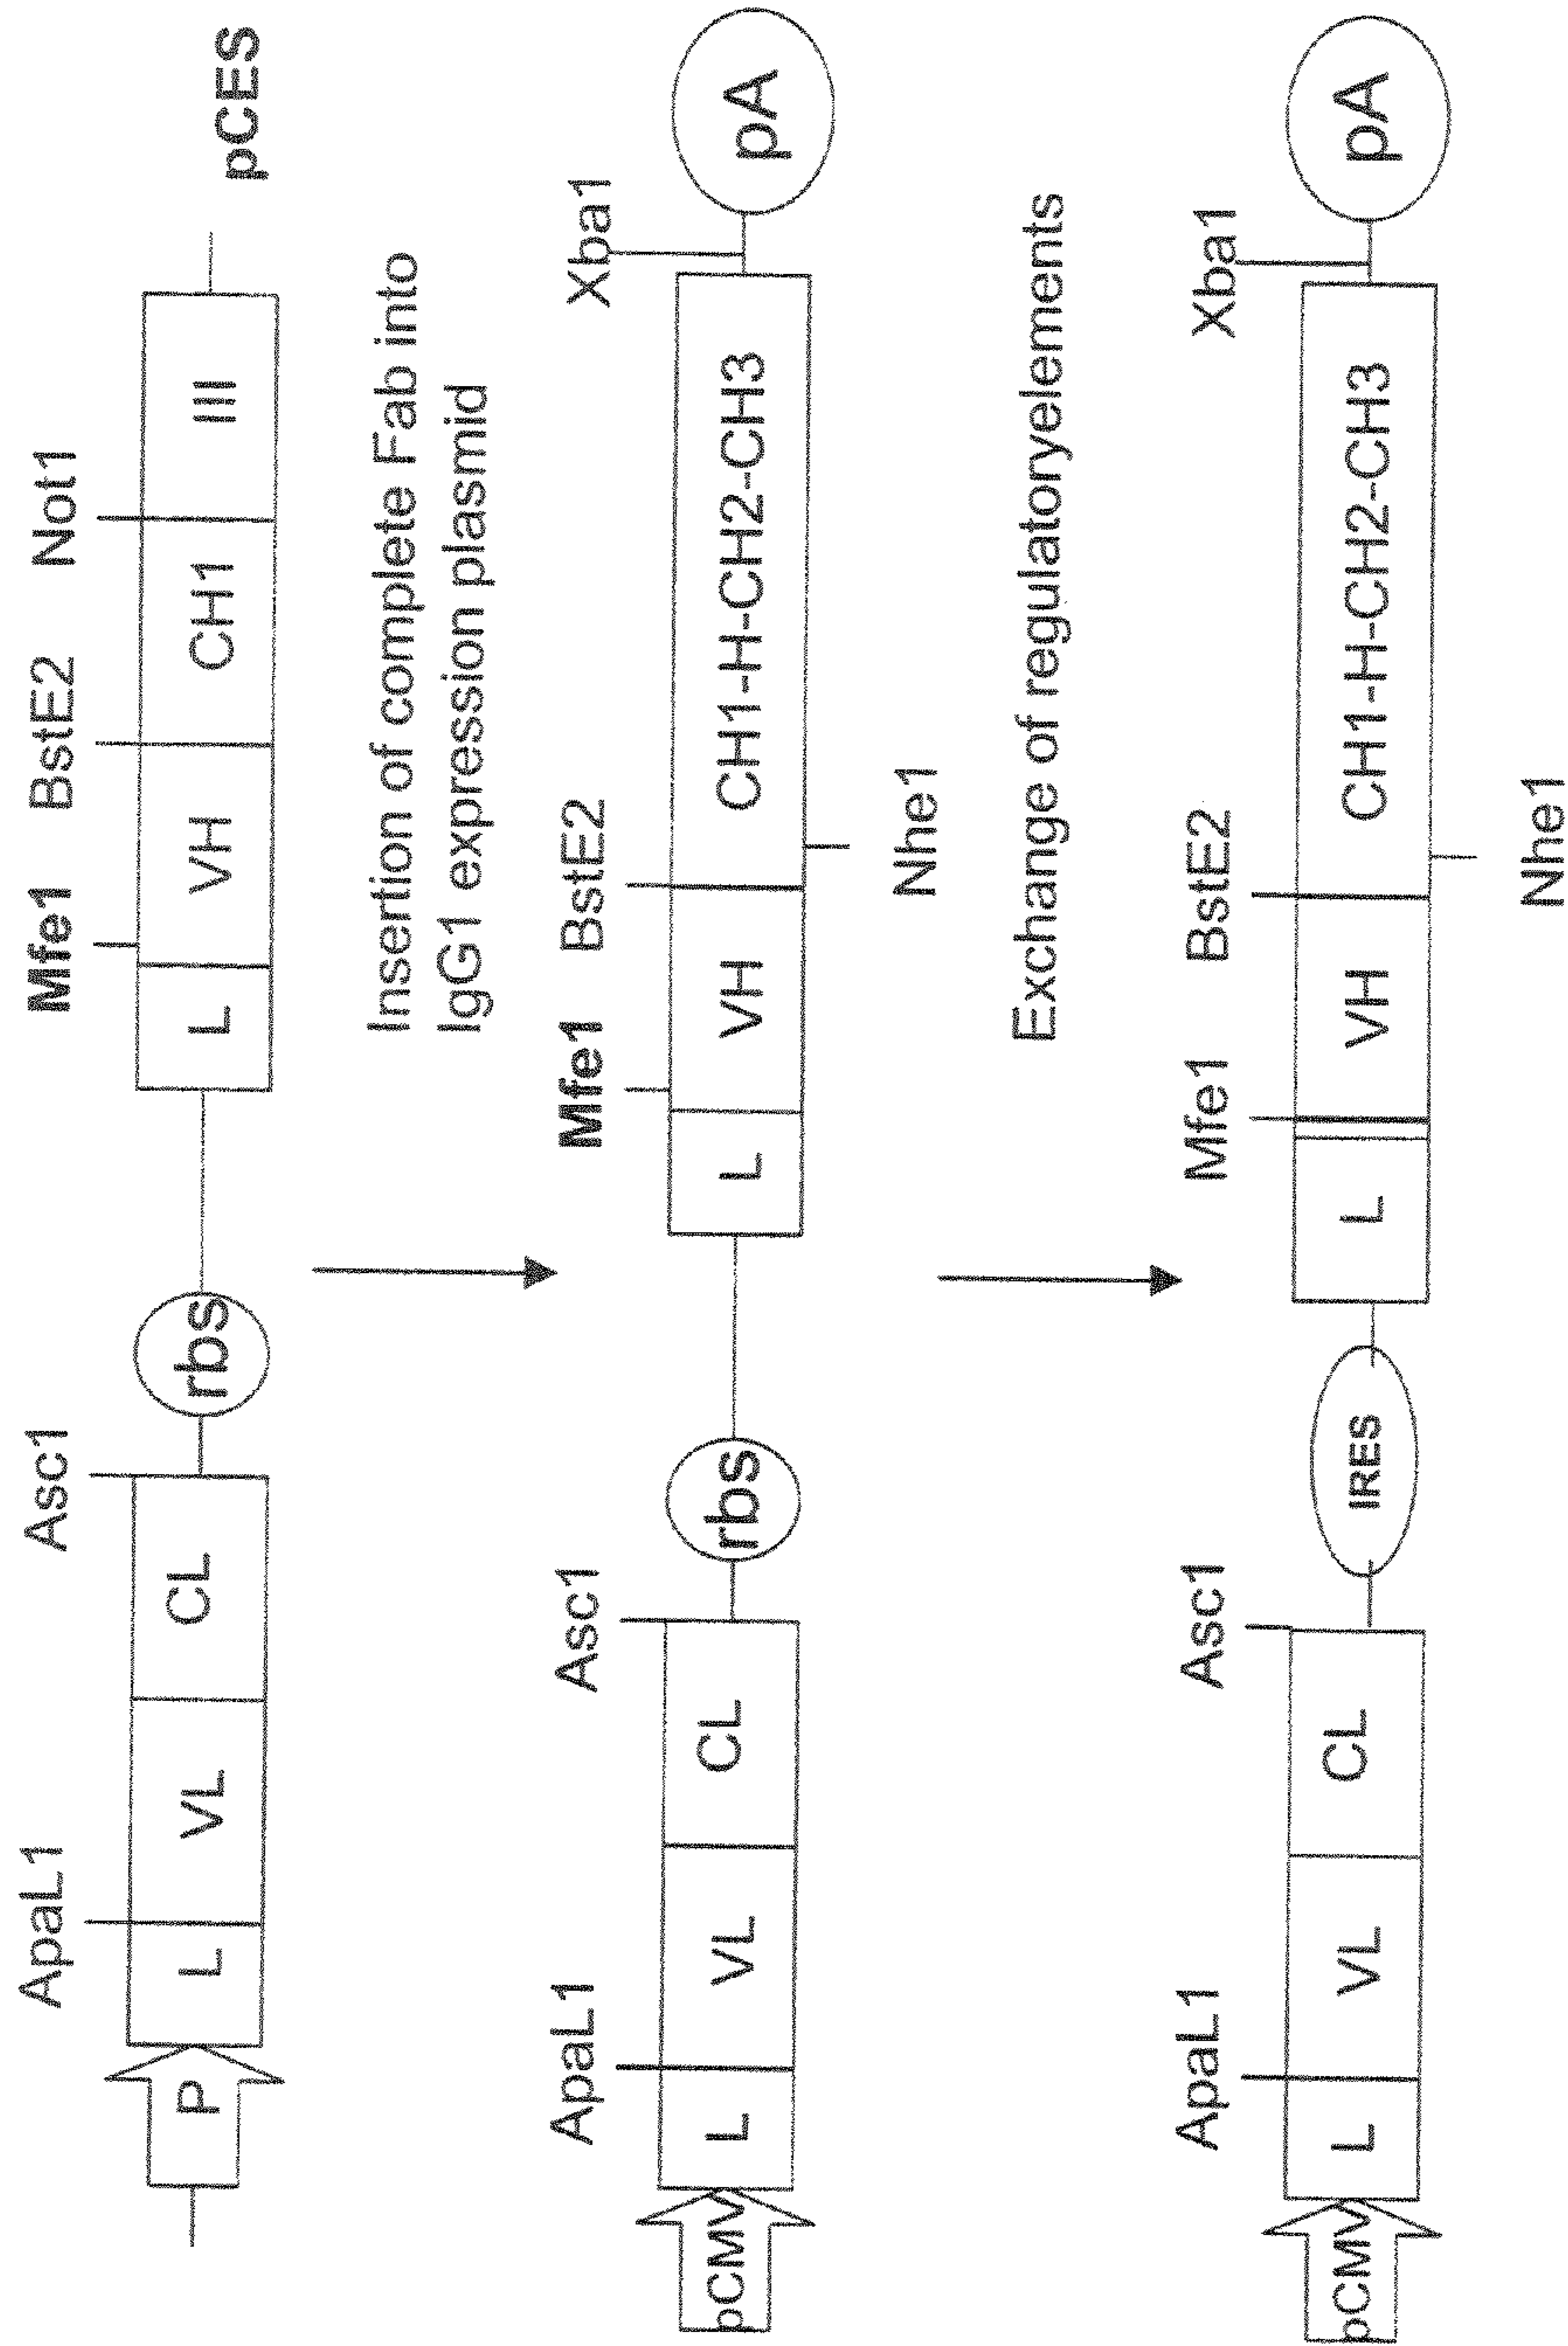 ApaL1 Asc1 Mfe1 BstE2 Not1
P L VL CL rbs L VH CH1 III
pCES
Insertion of complete Fab into
IgG1 expression plasmid
ApaL1 Asc1 Mfe1 BstE2 Xba1
pCMV L VL CL rbs L VH CH1-H-CH2-CH3 pA
Nhe1
Exchange of regulatoryelements
ApaL1 Asc1 Mfe1 BstE2 Xba1
pCMV L VL CL IRES L VH CH1-H-CH2-CH3 pA
Nhe1